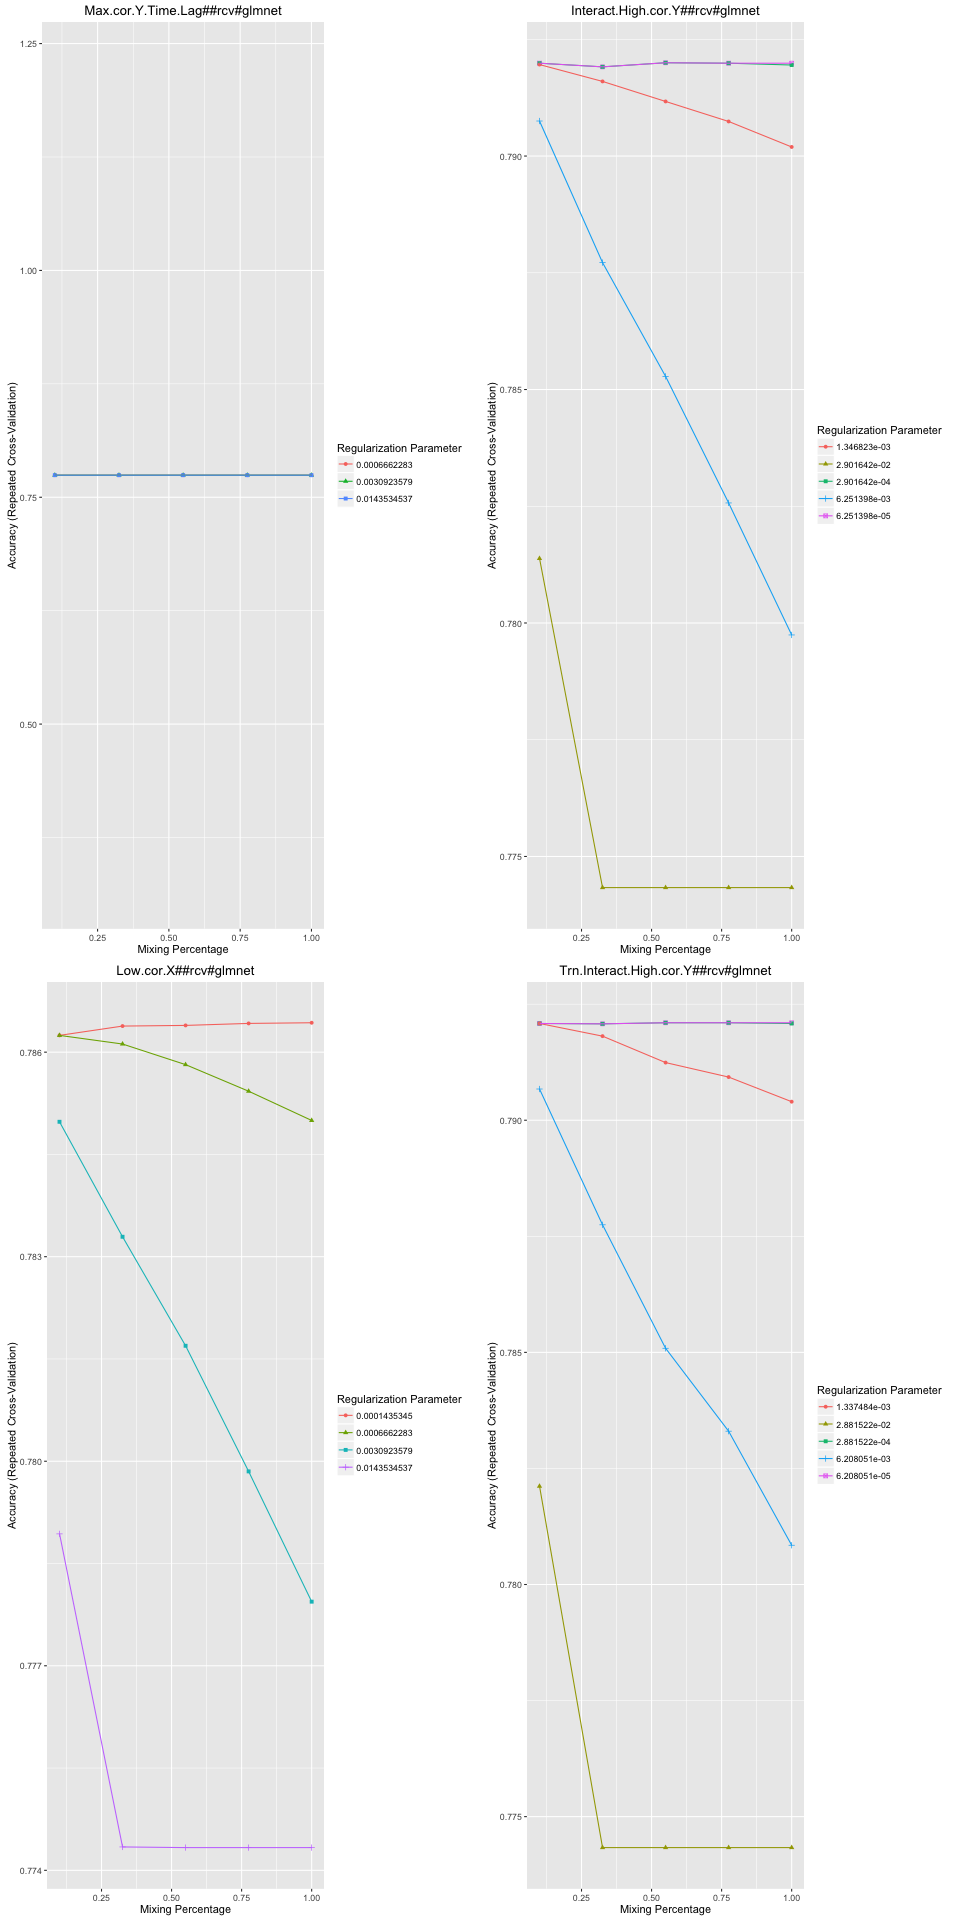 Max.cor.Y.Time.Lag##rcv#glmnet
1.25
1.00
0.75
0.50
Accuracy (Repeated Cross-Validation)
0.25 0.50 0.75 1.00
Mixing Percentage
Regularization Parameter
0.0006662283
0.0030923579
0.0143534537
Interact.High.cor.Y##rcv#glmnet
0.790
0.785
0.780
0.775
Accuracy (Repeated Cross-Validation)
0.25 0.50 0.75 1.00
Mixing Percentage
Regularization Parameter
1.346823e-03
2.901642e-02
2.901642e-04
6.251398e-03
6.251398e-05
Low.cor.X##rcv#glmnet
0.786
0.783
0.780
0.777
0.774
Accuracy (Repeated Cross-Validation)
0.25 0.50 0.75 1.00
Mixing Percentage
Regularization Parameter
0.0001435345
0.0006662283
0.0030923579
0.0143534537
Trn.Interact.High.cor.Y##rcv#glmnet
0.790
0.785
0.780
0.775
Accuracy (Repeated Cross-Validation)
0.25 0.50 0.75 1.00
Mixing Percentage
Regularization Parameter
1.337484e-03
2.881522e-02
2.881522e-04
6.208051e-03
6.208051e-05